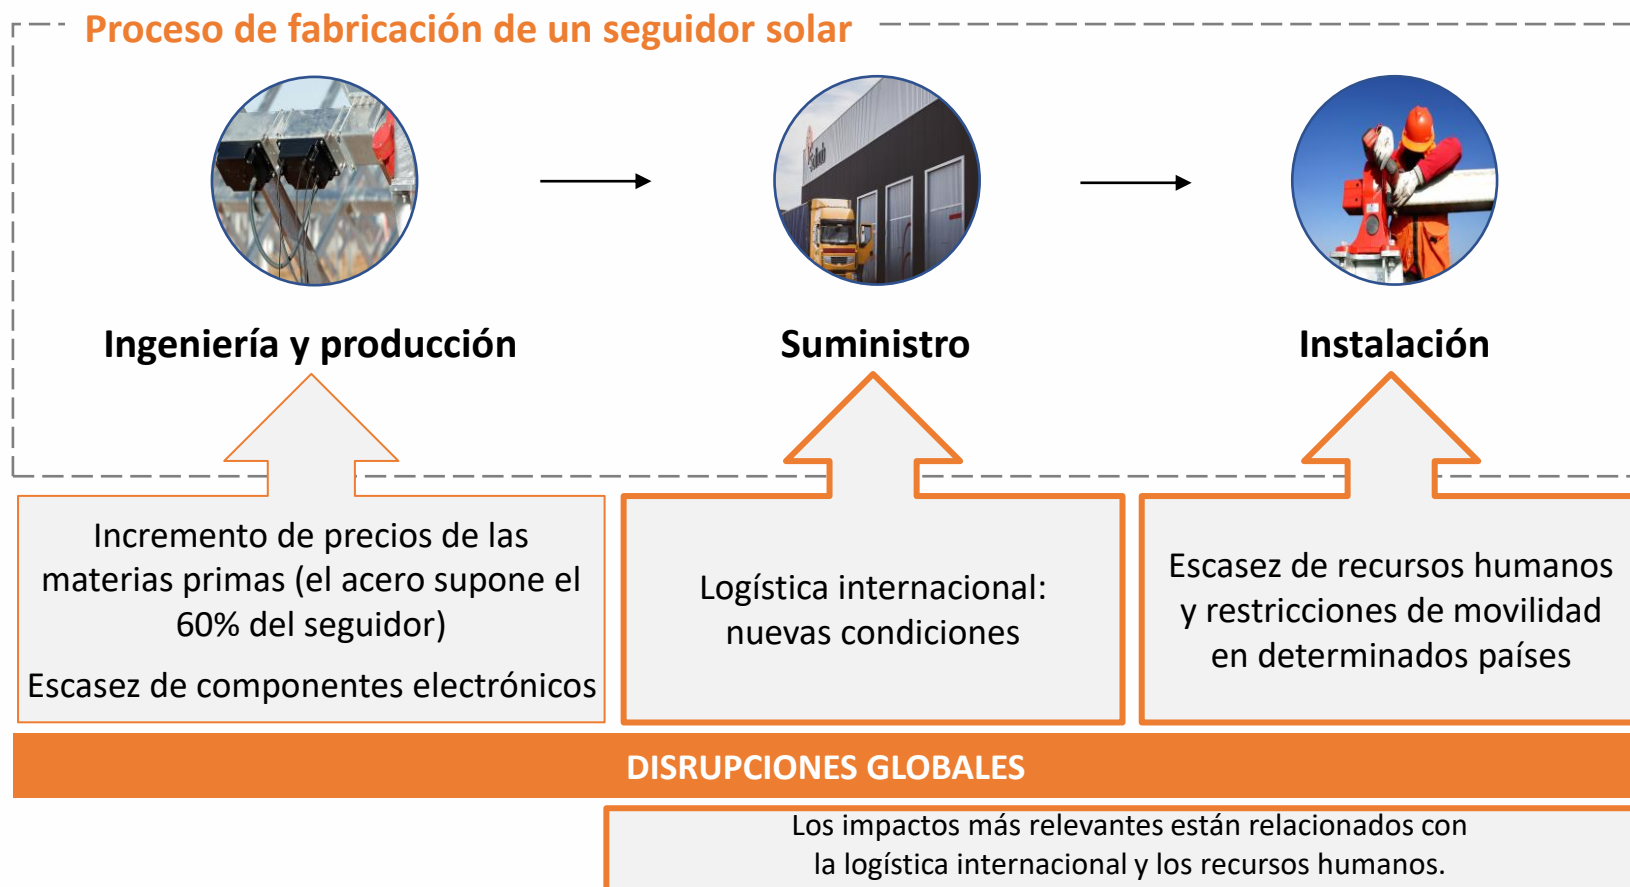 Proceso de fabricación de un seguidor solar
Ingeniería y producción
Suministro
Instalación
Incremento de precios de las
materias primas (el acero supone el
60% del seguidor)
Escasez de componentes electrónicos
Logística internacional:
nuevas condiciones
Escasez de recursos humanos
y restricciones de movilidad
en determinados países
DISRUPCIONES GLOBALES
Los impactos más relevantes están relacionados con
la logística internacional y los recursos humanos.